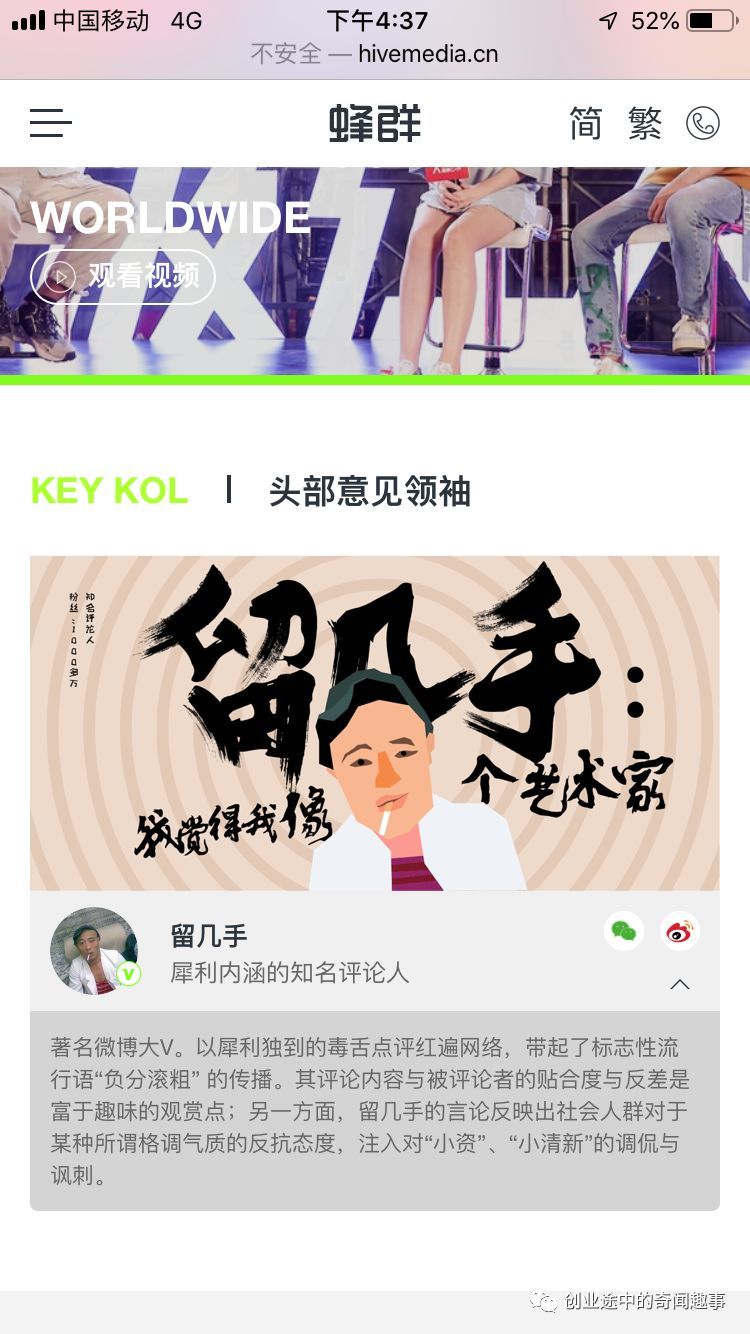 中国移动 4G 下午4:37 52%
不安全 — hivemedia.cn
蜂群 简 繁
WORLDWIDE
观看视频
KEY KOL | 头部意见领袖
知名评论人
粉丝：1000多万
留几手：
我觉得我像个艺术家
留几手
V
犀利内涵的知名评论人
著名微博大V。以犀利独到的毒舌点评红遍网络，带起了标志性流
行语“负分滚粗” 的传播。其评论内容与被评论者的贴合度与反差是
富于趣味的观赏点；另一方面，留几手的言论反映出社会人群对于
某种所谓格调气质的反抗态度，注入对“小资”、“小清新”的调侃与
讽刺。
创业途中的奇闻趣事